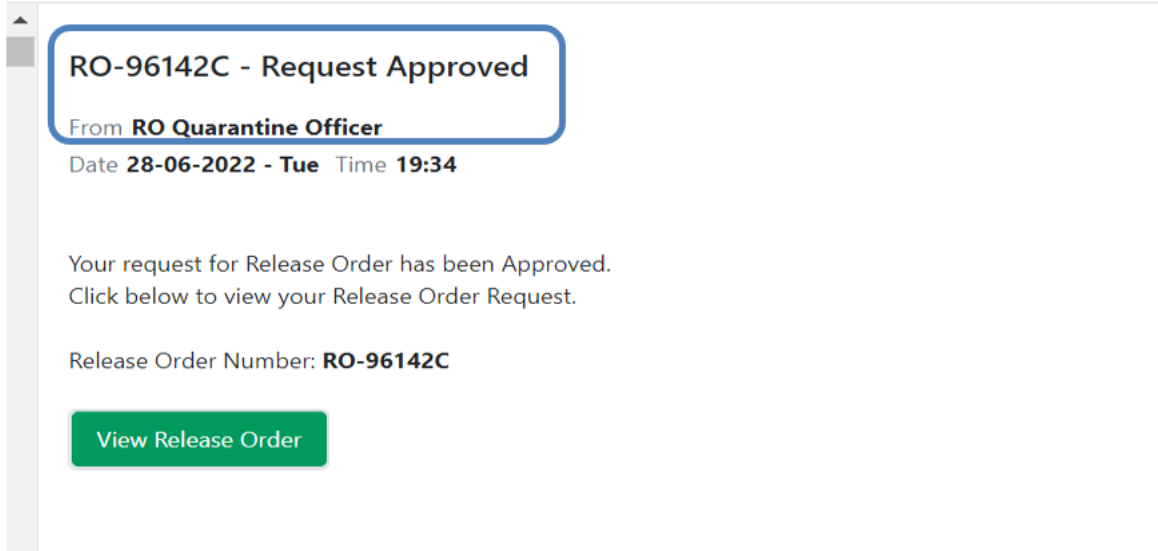 RO-96142C - Request Approved
From RO Quarantine Officer
Date 28-06-2022 - Tue Time 19:34
Your request for Release Order has been Approved.
Click below to view your Release Order Request.
Release Order Number: RO-96142C
View Release Order